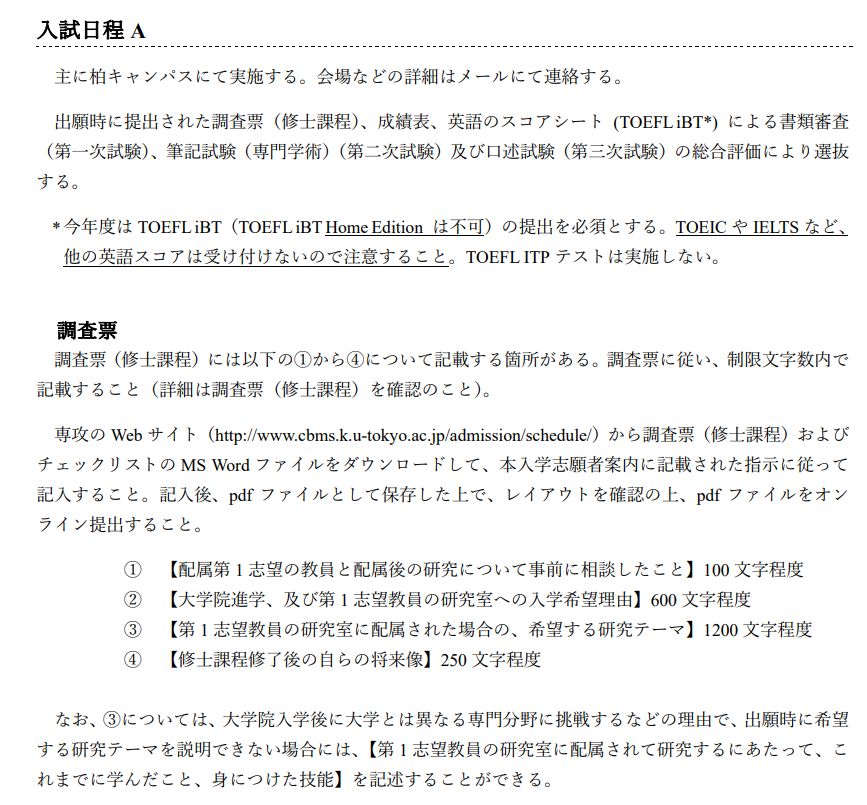 入試日程 A
主に柏キャンパスにて実施する。会場などの詳細はメールにて連絡する。
出願時に提出された調査票（修士課程）、成績表、英語のスコアシート (TOEFL iBT*) による書類審査
（第一次試験）、筆記試験（専門学術）（第二次試験）及び口述試験（第三次試験）の総合評価により選抜
する。
* 今年度は TOEFL iBT（TOEFL iBT Home Edition は不可）の提出を必須とする。TOEIC や IELTS など、
他の英語スコアは受け付けないので注意すること。TOEFL ITP テストは実施しない。
調査票
調査票（修士課程）には以下の①から④について記載する箇所がある。調査票に従い、制限文字数内で
記載すること（詳細は調査票（修士課程）を確認のこと）。
専攻の Web サイト（http://www.cbms.k.u-tokyo.ac.jp/admission/schedule/）から調査票（修士課程）および
チェックリストの MS Word ファイルをダウンロードして、本入学志願者案内に記載された指示に従って
記入すること。記入後、pdf ファイルとして保存した上で、レイアウトを確認の上、pdf ファイルをオン
ライン提出すること。
① 【配属第 1 志望の教員と配属後の研究について事前に相談したこと】100 文字程度
② 【大学院進学、及び第 1 志望教員の研究室への入学希望理由】600 文字程度
③ 【第 1 志望教員の研究室に配属された場合の、希望する研究テーマ】1200 文字程度
④ 【修士課程修了後の自らの将来像】250 文字程度
なお、③については、大学院入学後に大学とは異なる専門分野に挑戦するなどの理由で、出願時に希望
する研究テーマを説明できない場合には、【第 1 志望教員の研究室に配属されて研究するにあたって、こ
れまでに学んだこと、身につけた技能】を記述することができる。